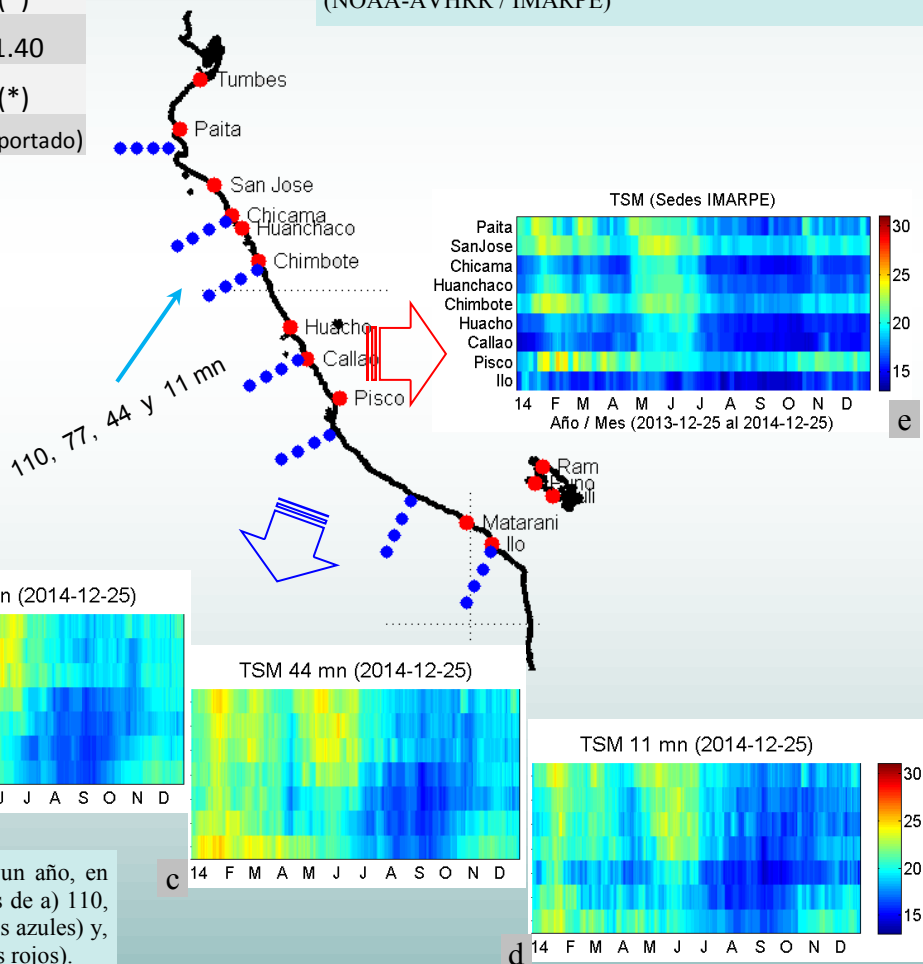 (*)
1.40
(*)
portado)
(NOAA-AVHRR / IMARPE)
Tumbes
Paita
San Jose
Chicama
Huanchaco
Chimbote
Huacho
Callao
Pisco
110, 77, 44 y 11 mn
Ram
Matarani
Ilo
TSM (Sedes IMARPE)
Paita
SanJose
Chicama
Huanchaco
Chimbote
Huacho
Callao
Pisco
Ilo
30
25
20
15
14 F M A M J J A S O N D
Año / Mes (2013-12-25 al 2014-12-25)
e
n (2014-12-25)
J J A S O N D
TSM 44 mn (2014-12-25)
14 F M A M J J A S O N D
c
TSM 11 mn (2014-12-25)
30
25
20
15
14 F M A M J J A S O N D
d
un año, en
s de a) 110,
s azules) y,
s rojos).